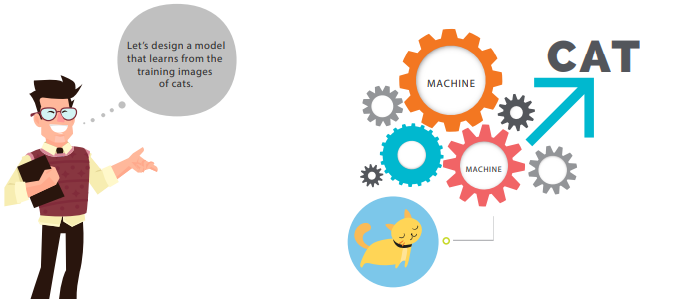 Let's design a model
that learns from the
training images
of cats.
MACHINE
CAT
MACHINE